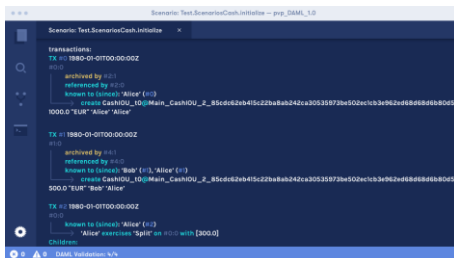 Scenario: Test.ScenariosCash.initialize — pvp_DAML_1.0
Scenario: Test.ScenariosCash.initialize ×
transactions:
TX #0 1980-01-01T00:00:00Z
#0:0
archived by #2:1
referenced by #2:0
known to (since): 'Alice' (#0)
create CashIOU_t0@Main_CashIOU_2_
1000.0 "EUR" 'Alice' 'Alice'
TX #1 1980-01-01T00:00:00Z
#1:0
archived by #4:1
referenced by #4:0
known to (since): 'Bob' (#1), 'Alice' (#1)
create CashIOU_t0@Main_CashIOU_2_
500.0 "EUR" 'Bob' 'Alice'
TX #2 1980-01-01T00:00:00Z
#2:0
known to (since): 'Alice' (#2)
'Alice' exercises "Split" on #0:0 with [300.0]
Children:
0 0 DAML Validation: 4/4